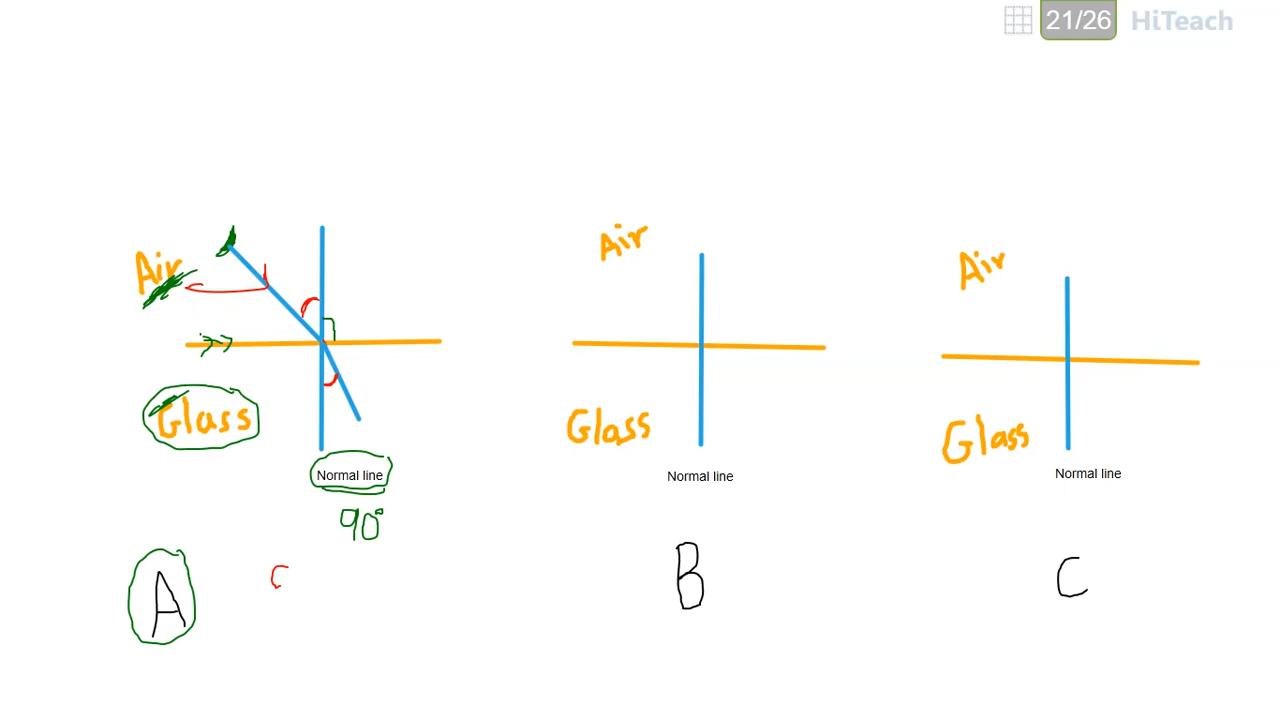 21/26 HiTeach
Air
Glass
Normal line
90°
A
Air
Glass
Normal line
B
Air
Glass
Normal line
C